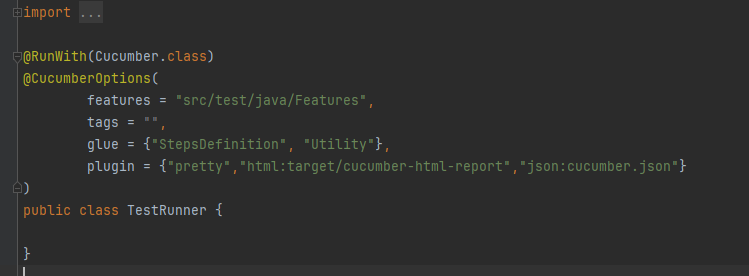 import ...
@RunWith(Cucumber.class)
@CucumberOptions(
features = "src/test/java/Features",
tags = "",
glue = {"StepsDefinition", "Utility"},
plugin = {"pretty","html:target/cucumber-html-report","json:cucumber.json"}
)
public class TestRunner {
}